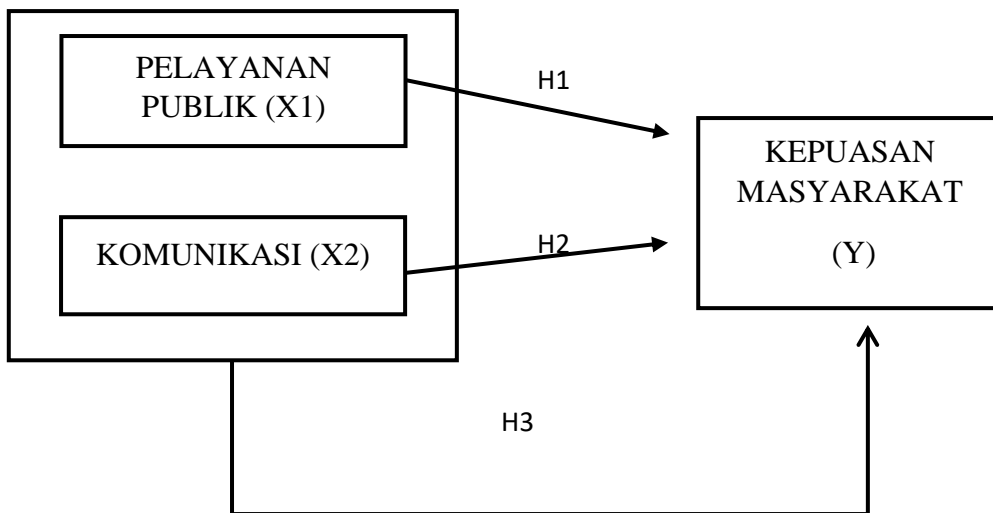 PELAYANAN
PUBLIK (X1)
H1
KEPUASAN
MASYARAKAT
(Y)
KOMUNIKASI (X2)
H2
H3